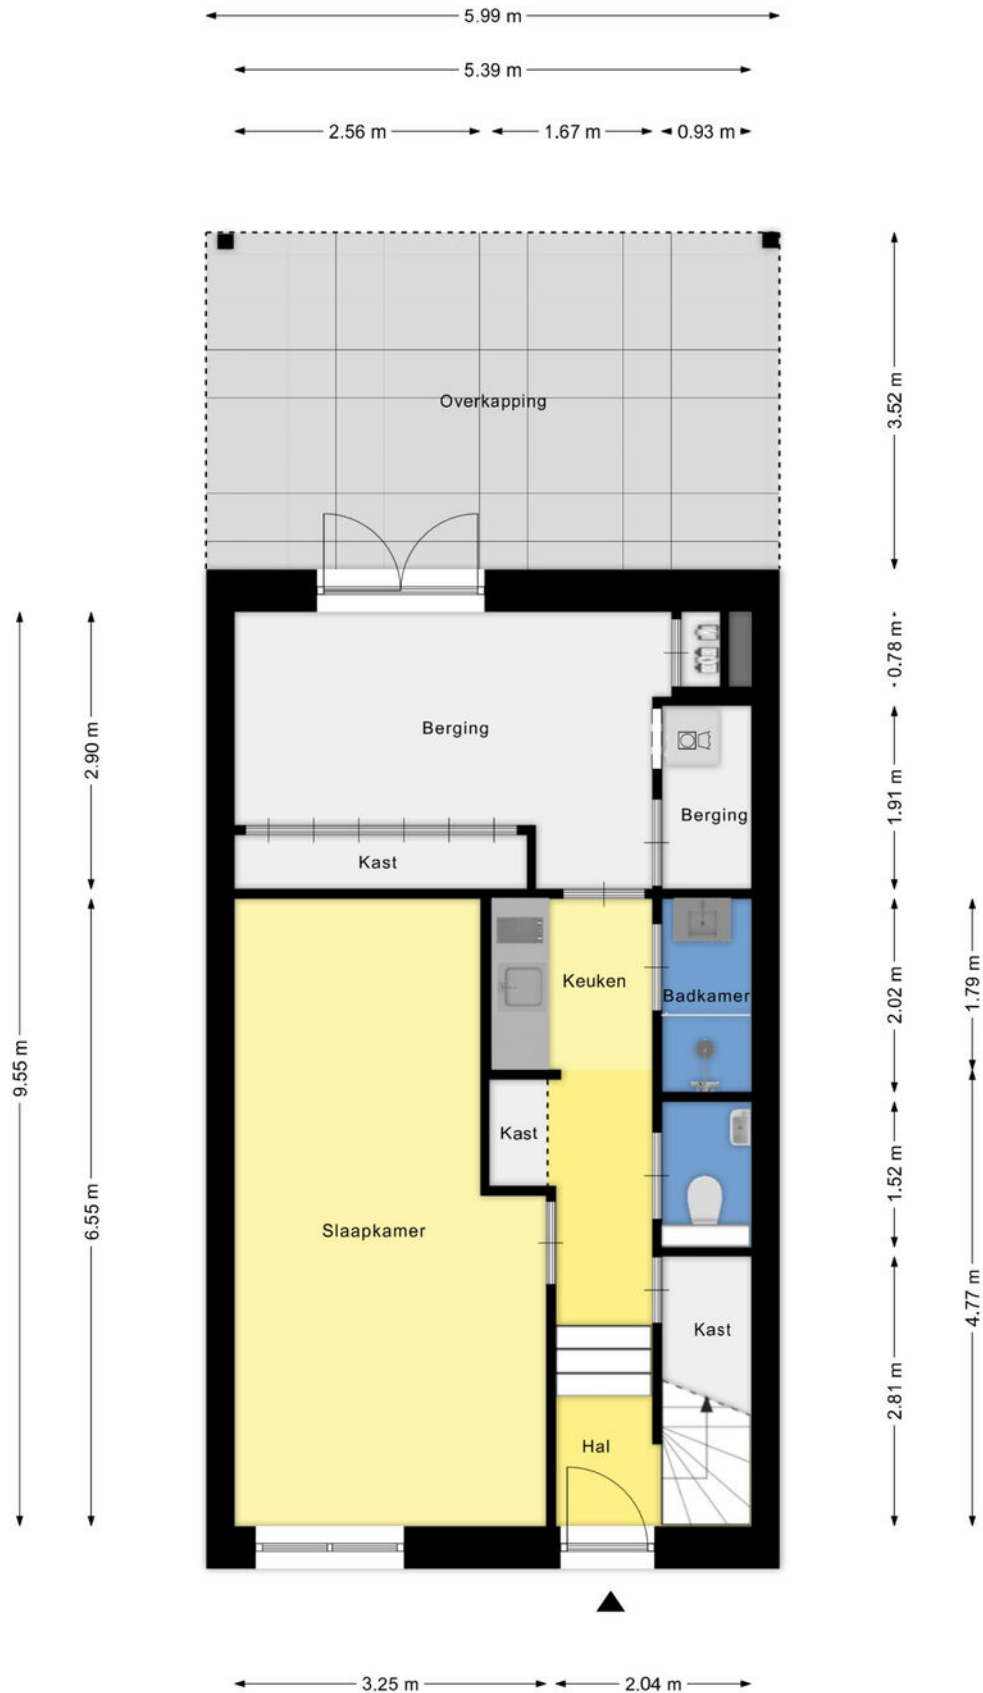 5.99 m
5.39 m
2.56 m
1.67 m
0.93 m
Overkapping
3.52 m
0.78 m
Berging
2.90 m
1.91 m
Berging
Kast
Keuken
Badkamer
2.02 m
1.79 m
9.55 m
Kast
1.52 m
6.55 m
Slaapkamer
4.77 m
Kast
2.81 m
Hal
3.25 m
2.04 m